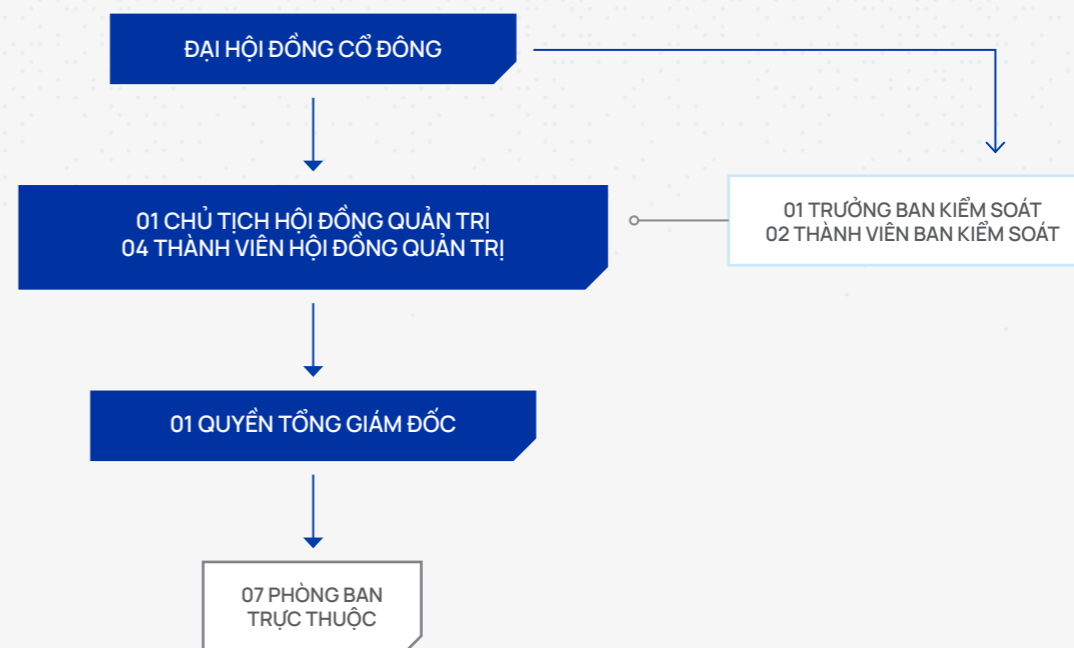 ĐẠI HỘI ĐỒNG CỔ ĐÔNG
01 CHỦ TỊCH HỘI ĐỒNG QUẢN TRỊ
04 THÀNH VIÊN HỘI ĐỒNG QUẢN TRỊ
01 TRƯỞNG BAN KIỂM SOÁT
02 THÀNH VIÊN BAN KIỂM SOÁT
01 QUYỀN TỔNG GIÁM ĐỐC
07 PHÒNG BAN
TRỰC THUỘC